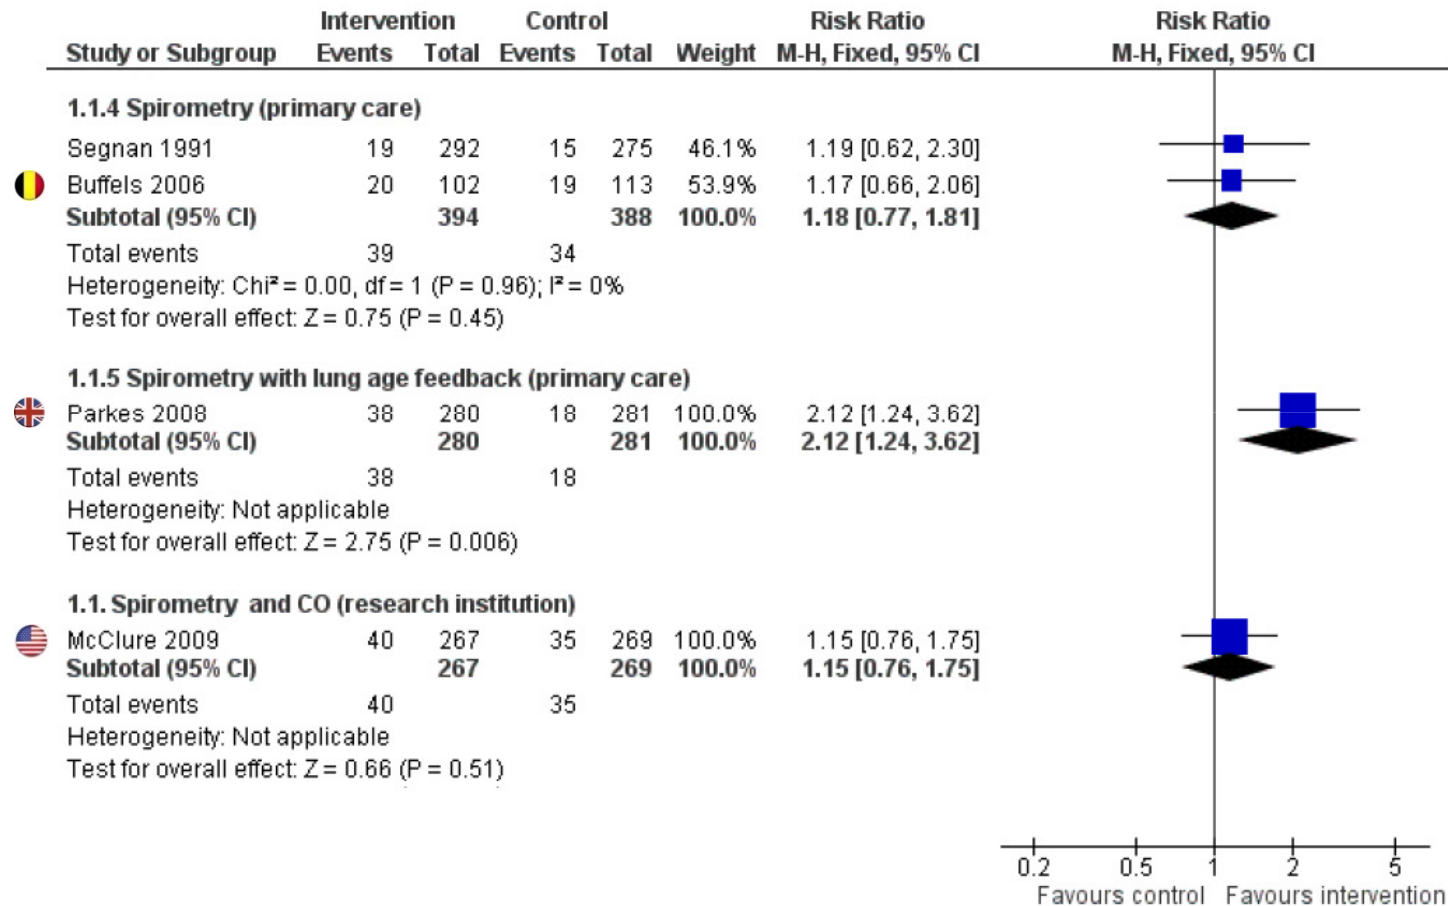 Intervention Control Risk Ratio Risk Ratio
Study or Subgroup Events Total Events Total Weight M-H, Fixed, 95% CI M-H, Fixed, 95% CI
1.1.4 Spirometry (primary care)
Segnan 1991 19 292 15 275 46.1% 1.19 [0.62, 2.30]
Buffels 2006 20 102 19 113 53.9% 1.17 [0.66, 2.06]
Subtotal (95% CI) 394 388 100.0% 1.18 [0.77, 1.81]
Total events 39 34
Heterogeneity: Chi² = 0.00, df = 1 (P = 0.96); I² = 0%
Test for overall effect: Z = 0.75 (P = 0.45)
1.1.5 Spirometry with lung age feedback (primary care)
Parkes 2008 38 280 18 281 100.0% 2.12 [1.24, 3.62]
Subtotal (95% CI) 280 281 100.0% 2.12 [1.24, 3.62]
Total events 38 18
Heterogeneity: Not applicable
Test for overall effect: Z = 2.75 (P = 0.006)
1.1. Spirometry and CO (research institution)
McClure 2009 40 267 35 269 100.0% 1.15 [0.76, 1.75]
Subtotal (95% CI) 267 269 100.0% 1.15 [0.76, 1.75]
Total events 40 35
Heterogeneity: Not applicable
Test for overall effect: Z = 0.66 (P = 0.51)
0.2 0.5 1 2 5
Favours control Favours intervention